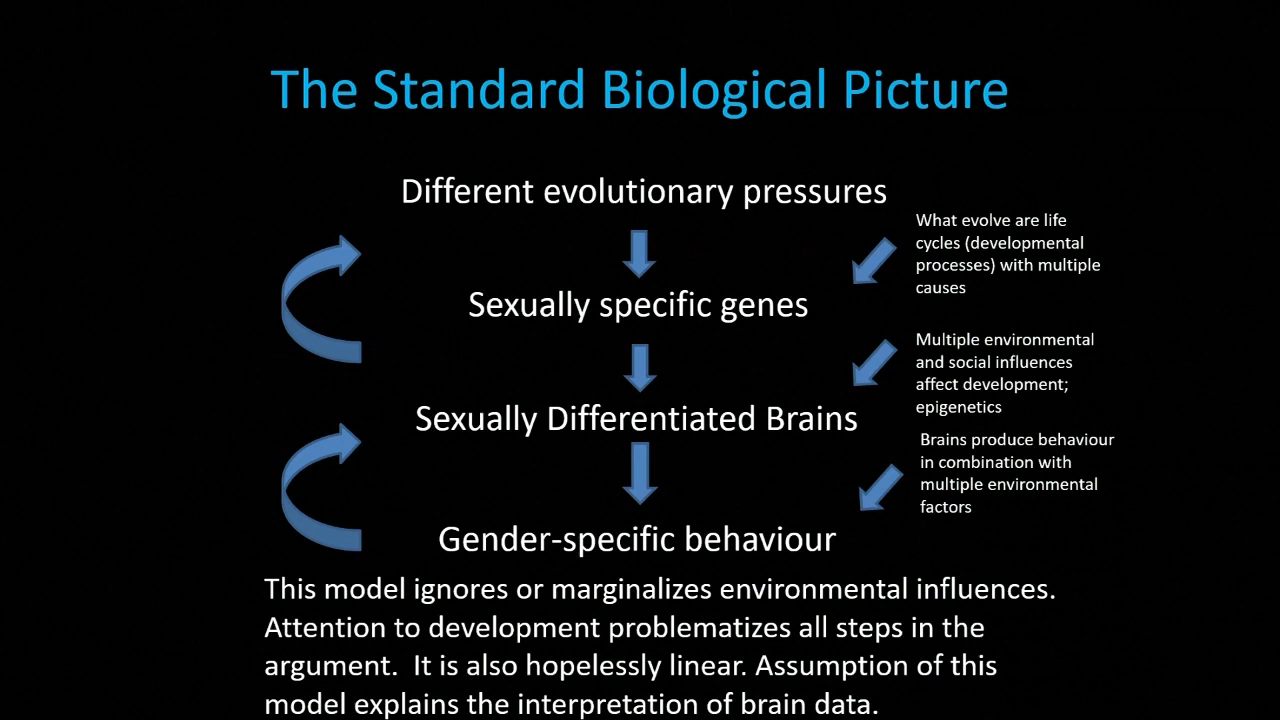 The Standard Biological Picture
Different evolutionary pressures
What evolve are life
cycles (developmental
processes) with multiple
causes
Sexually specific genes
Multiple environmental
and social influences
affect development;
epigenetics
Sexually Differentiated Brains
Brains produce behaviour
in combination with
multiple environmental
factors
Gender-specific behaviour
This model ignores or marginalizes environmental influences.
Attention to development problematizes all steps in the
argument.  It is also hopelessly linear. Assumption of this
model explains the interpretation of brain data.